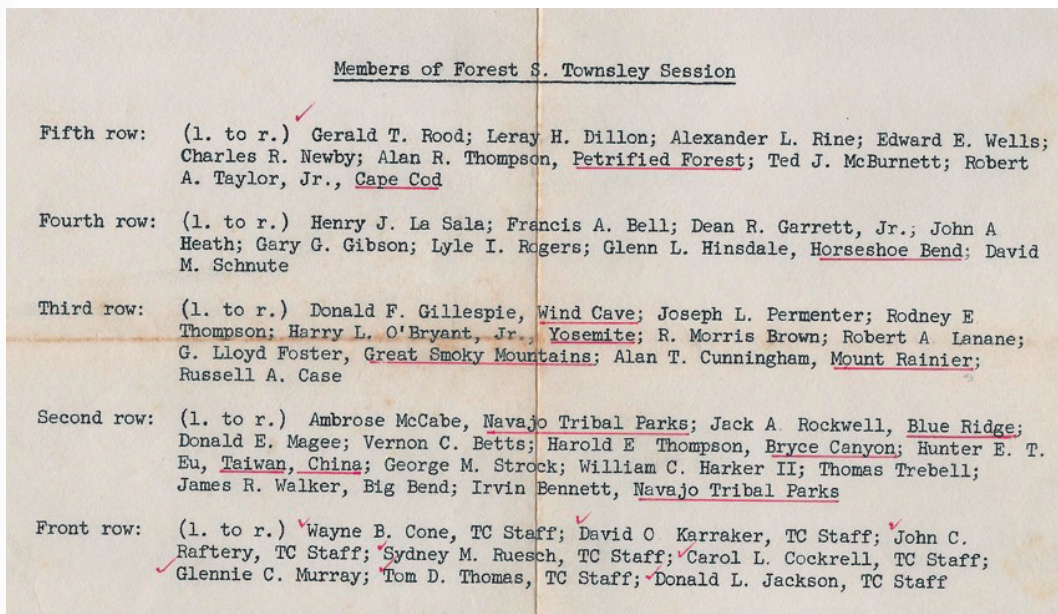 Members of Forest S. Townsley Session
Fifth row: (l. to r.) Gerald T. Rood; Leray H. Dillon; Alexander L. Rine; Edward E. Wells;
Charles R. Newby; Alan R. Thompson, Petrified Forest; Ted J. McBurnett; Robert
A. Taylor, Jr., Cape Cod
Fourth row: (l. to r.) Henry J. La Sala; Francis A. Bell; Dean R. Garrett, Jr.; John A
Heath; Gary G. Gibson; Lyle I. Rogers; Glenn L. Hinsdale, Horseshoe Bend; David
M. Schnute
Third row: (l. to r.) Donald F. Gillespie, Wind Cave; Joseph L. Permenter; Rodney E
Thompson; Harry L. O'Bryant, Jr., Yosemite; R. Morris Brown; Robert A Lanane;
G. Lloyd Foster, Great Smoky Mountains; Alan T. Cunningham, Mount Rainier;
Russell A. Case
Second row: (l. to r.) Ambrose McCabe, Navajo Tribal Parks; Jack A. Rockwell, Blue Ridge;
Donald E. Magee; Vernon C. Betts; Harold E Thompson, Bryce Canyon; Hunter E. T.
Eu, Taiwan, China; George M. Strock; William C. Harker II; Thomas Trebell;
James R. Walker, Big Bend; Irvin Bennett, Navajo Tribal Parks
Front row: (l. to r.) Wayne B. Cone, TC Staff; David O Karraker, TC Staff; John C.
Raftery, TC Staff; Sydney M. Ruesch, TC Staff; Carol L. Cockrell, TC Staff;
Glennie C. Murray; Tom D. Thomas, TC Staff; Donald L. Jackson, TC Staff